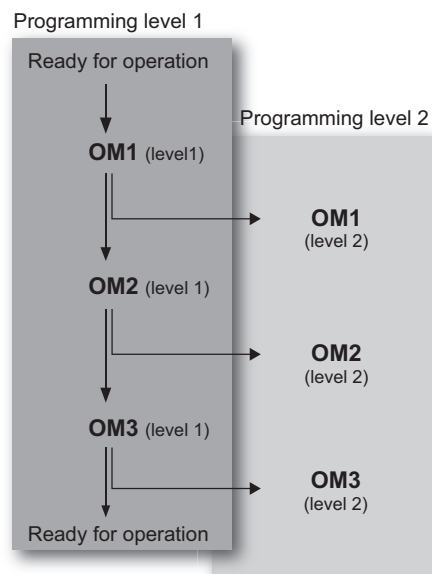 Programming level 1
Ready for operation
Programming level 2
OM1 (level1)
OM1
(level 2)
OM2 (level 1)
OM2
(level 2)
OM3 (level 1)
OM3
(level 2)
Ready for operation